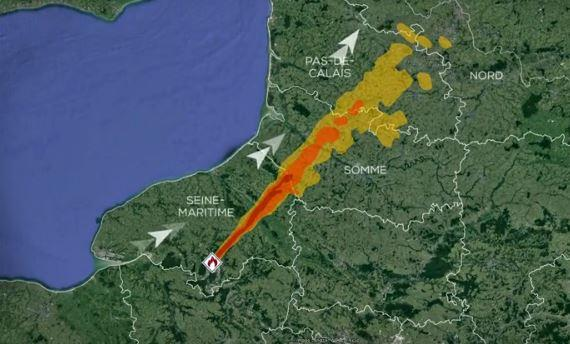 PAS-DE-
CALAIS
NORD
SOMME
SEINE-
MARITIME